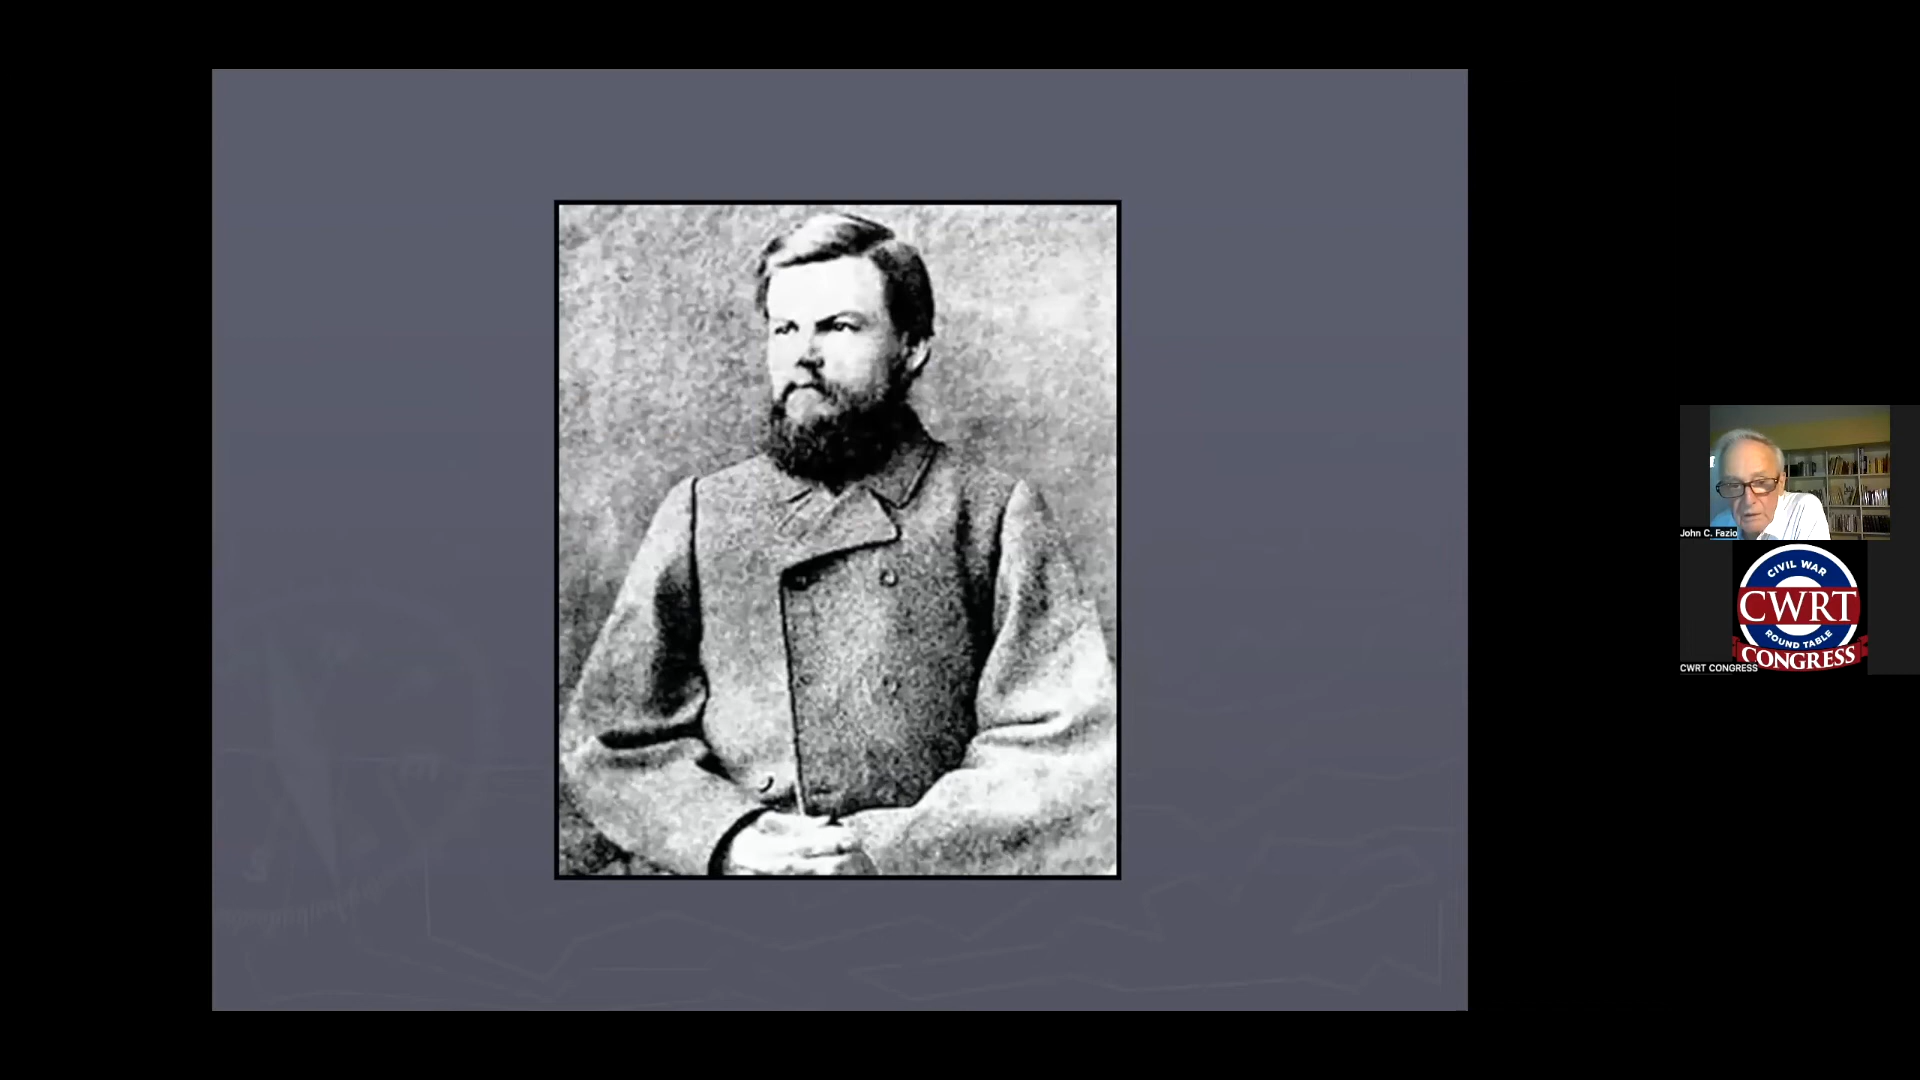 John C. Fazio
CIVIL WAR
CWRT
ROUND TABLE
CONGRESS
CWRT CONGRESS